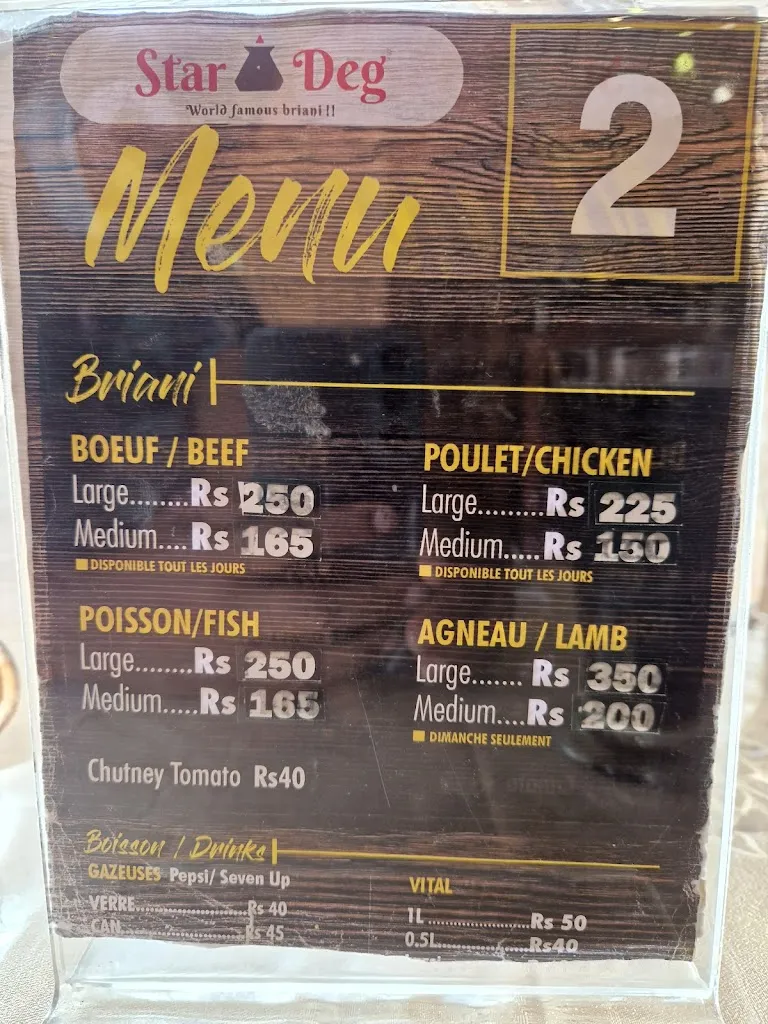 Star Deg
World famous briani !!
2
Menu
Briani
BOEUF / BEEF
Large........Rs 250
Medium....Rs 165
DISPONIBLE TOUT LES JOURS
POULET/CHICKEN
Large.........Rs 225
Medium.....Rs 150
DISPONIBLE TOUT LES JOURS
POISSON/FISH
Large........Rs 250
Medium.....Rs 165
AGNEAU / LAMB
Large....... Rs 350
Medium....Rs 200
DIMANCHE SEULEMENT
Chutney Tomato Rs40
Boisson / Drinks
GAZEUSES Pepsi/ Seven Up
VERRE........................Rs 40
CAN..........................Rs 45
VITAL
1L ......................Rs 50
0.5L...................Rs40